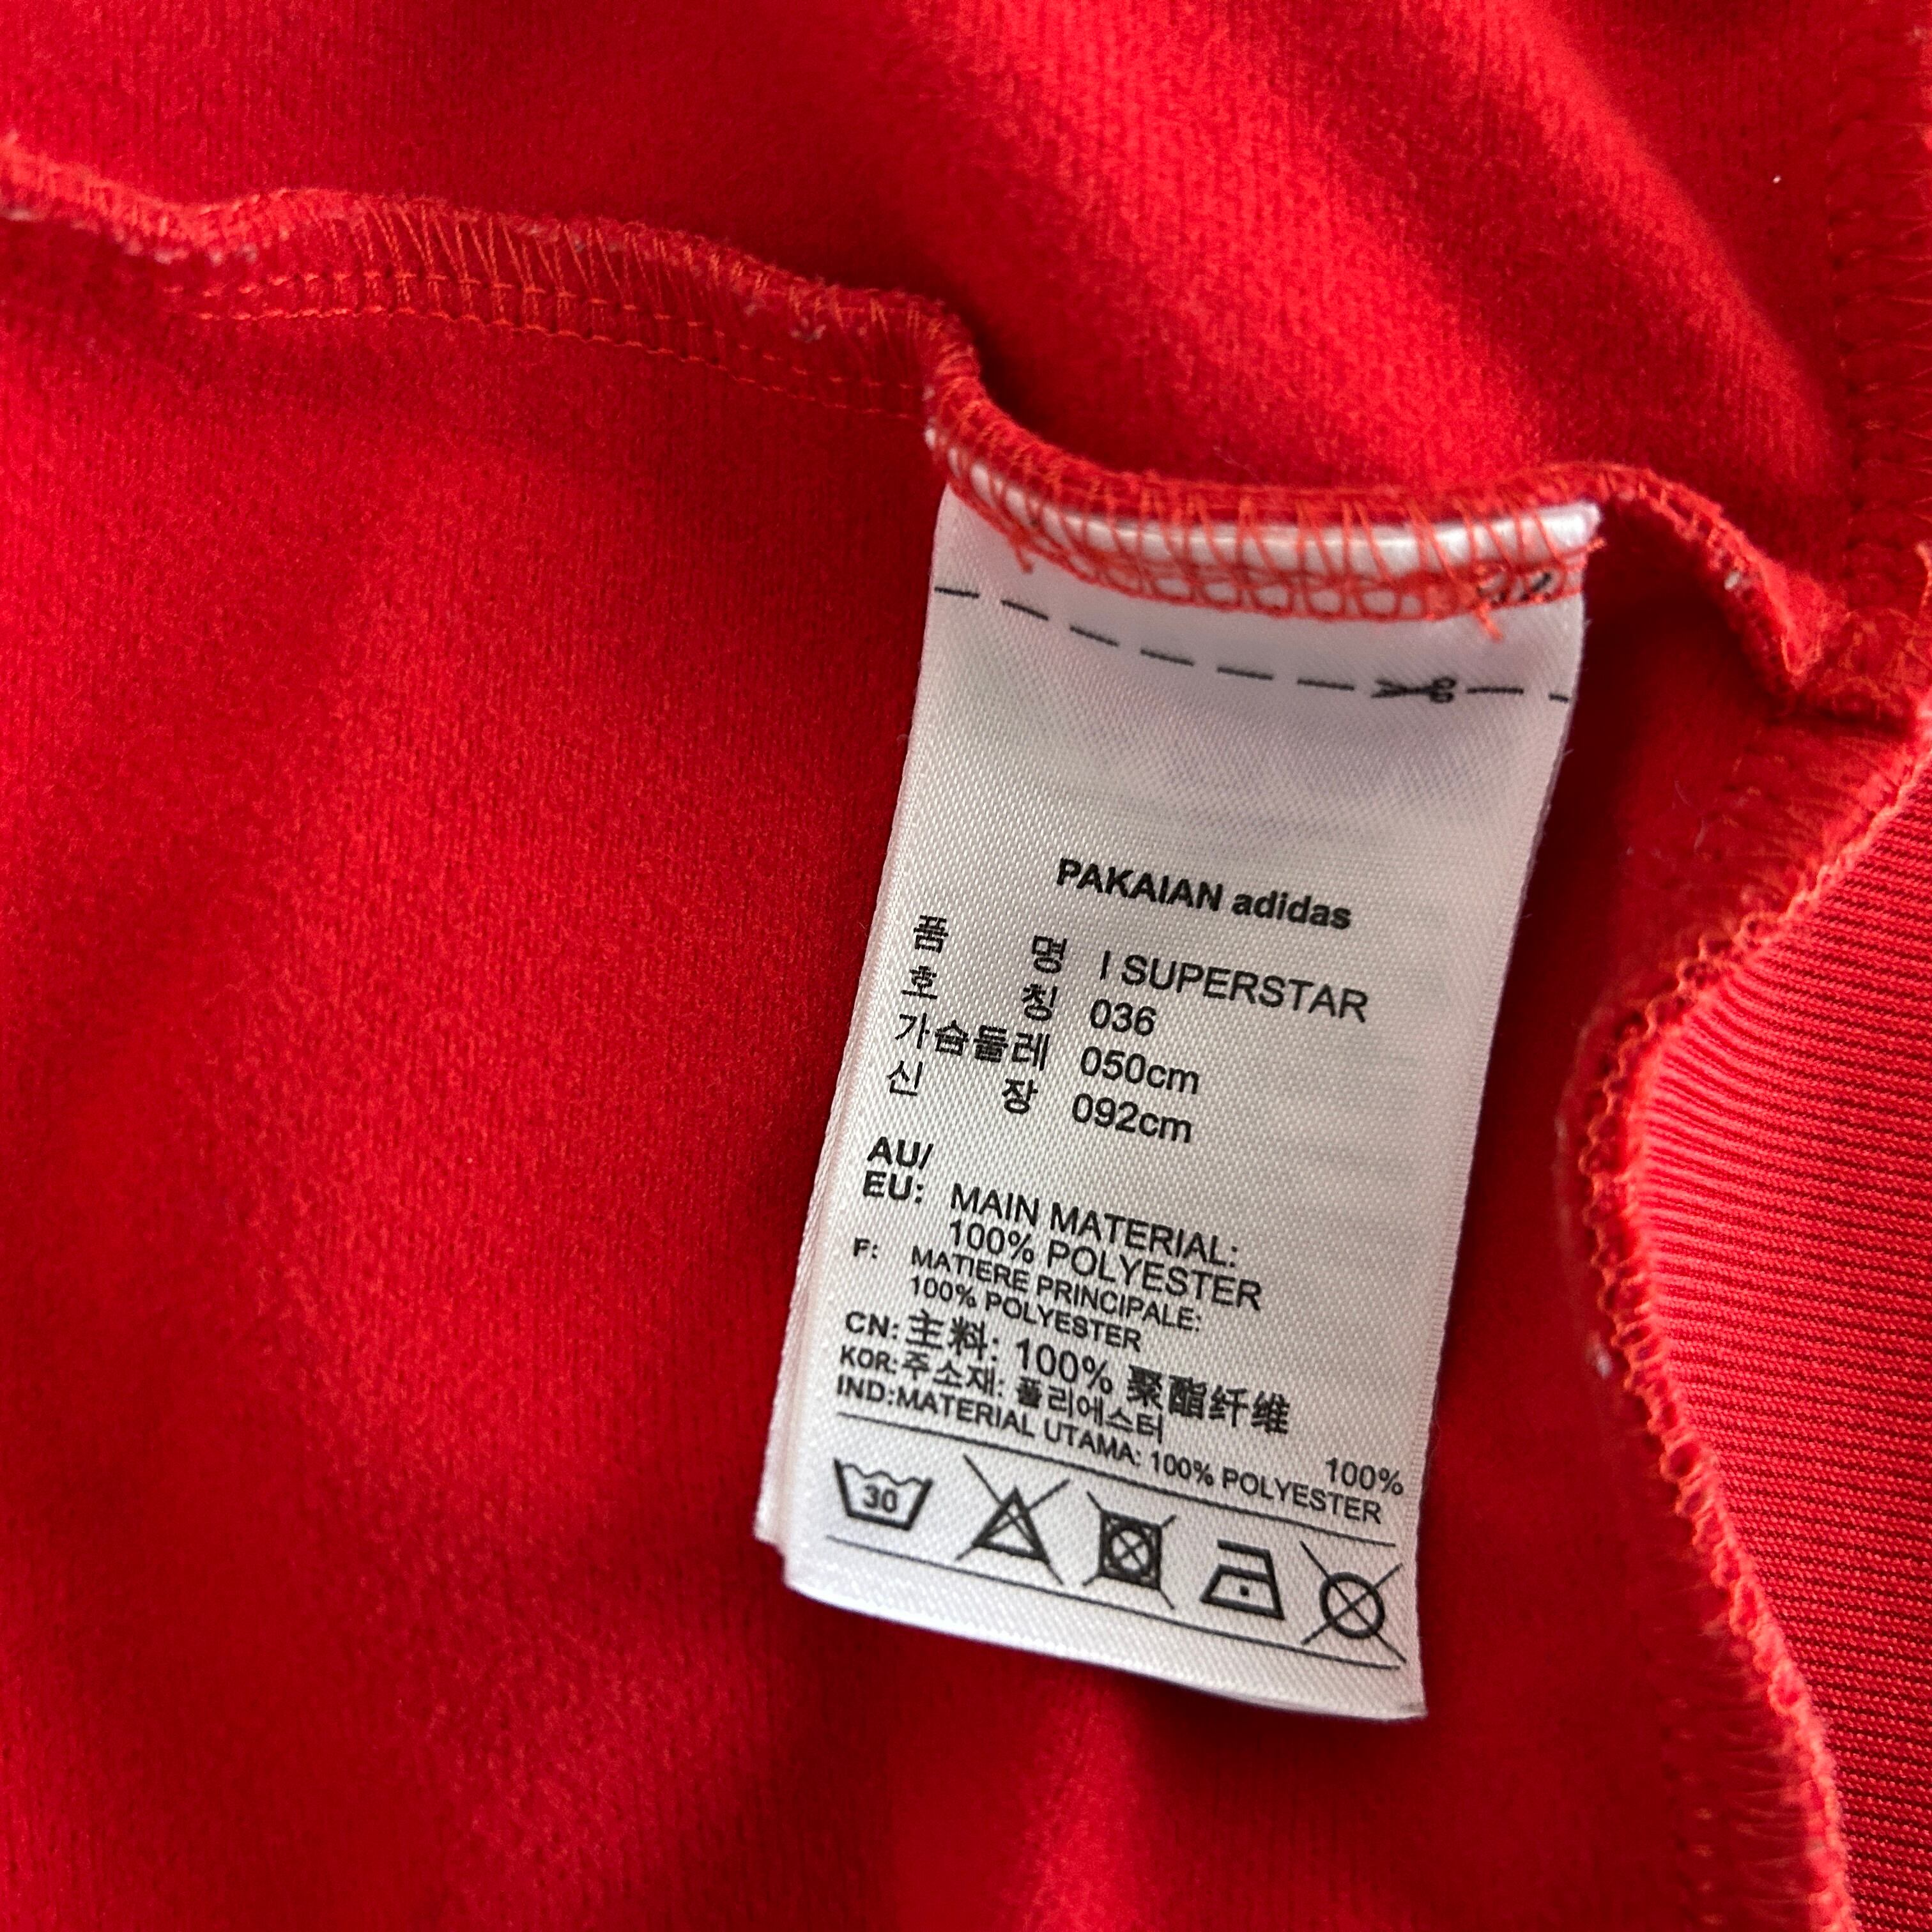 PAKAIAN adidas
품 명 I SUPERSTAR
호 칭 036
가슴둘레 050cm
신 장 092cm
AU/
EU: MAIN MATERIAL:
100% POLYESTER
F: MATIERE PRINCIPALE:
100% POLYESTER
CN: 主料: 100% 聚酯纤维
KOR: 주소재: 폴리에스터 100%
IND: MATERIAL UTAMA: 100% POLYESTER
30